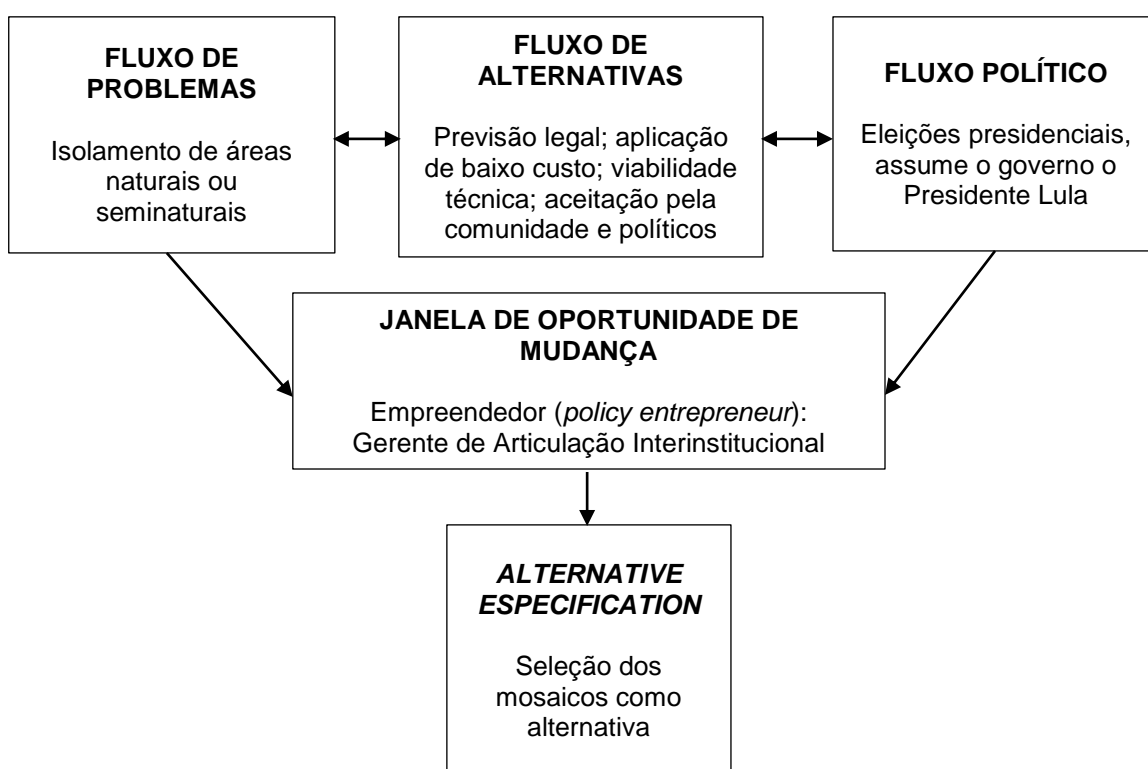 FLUXO DE
PROBLEMAS
Isolamento de áreas
naturais ou
seminaturais
FLUXO DE
ALTERNATIVAS
Previsão legal; aplicação
de baixo custo; viabilidade
técnica; aceitação pela
comunidade e políticos
FLUXO POLÍTICO
Eleições presidenciais,
assume o governo o
Presidente Lula
JANELA DE OPORTUNIDADE DE
MUDANÇA
Empreendedor (policy entrepreneur):
Gerente de Articulação Interinstitucional
ALTERNATIVE
ESPECIFICATION
Seleção dos
mosaicos como
alternativa